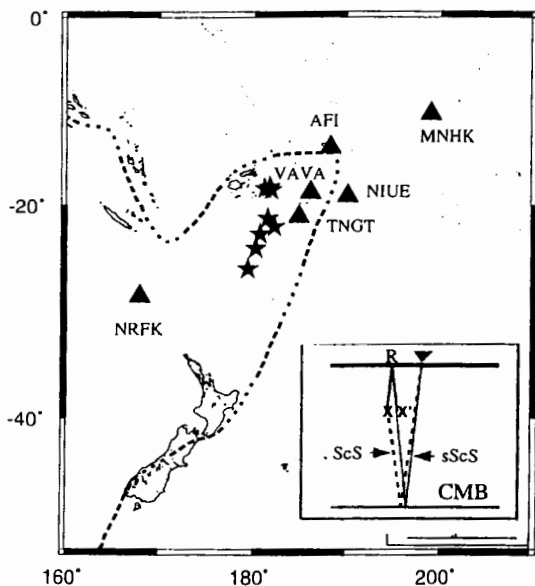 0°
AFI
MNHK
VAVA
NIUE
-20°
TNGT
NRFK
R
X X'
-40°
ScS
sScS
CMB
160° 180° 200°